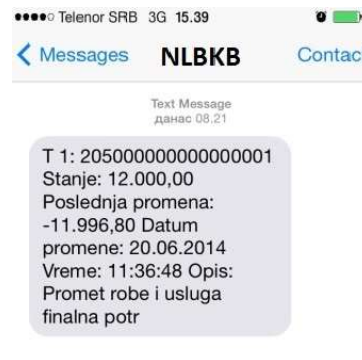 Telenor SRB 3G 15.39
Messages NLBKB Contac
Text Message
данас 08.21
T 1: 205000000000000001
Stanje: 12.000,00
Poslednja promena:
-11.996,80 Datum
promene: 20.06.2014
Vreme: 11:36:48 Opis:
Promet robe i usluga
finalna potr